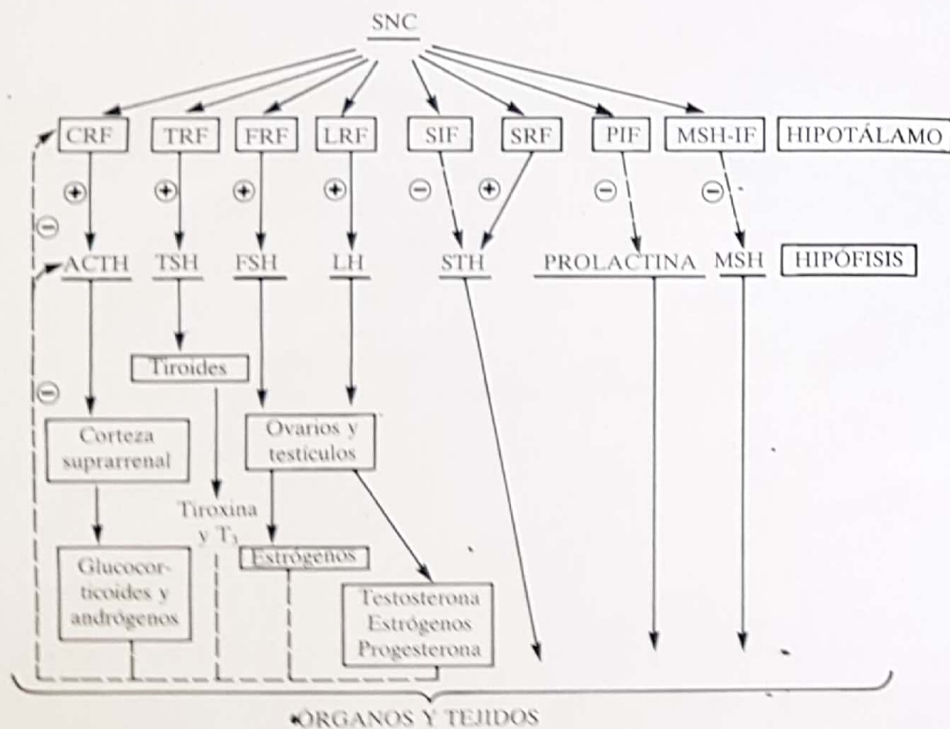 SNC
CRF TRF FRF LRF SIF SRF PIF MSH-IF HIPOTÁLAMO
+ + + + − + − −
−
ACTH TSH FSH LH STH PROLACTINA MSH HIPÓFISIS
Tiroides
−
Corteza
suprarrenal
Ovarios y
testículos
Tiroxina
y T₃
Estrógenos
Glucocor-
ticoides y
andrógenos
Testosterona
Estrógenos
Progesterona
ÓRGANOS Y TEJIDOS